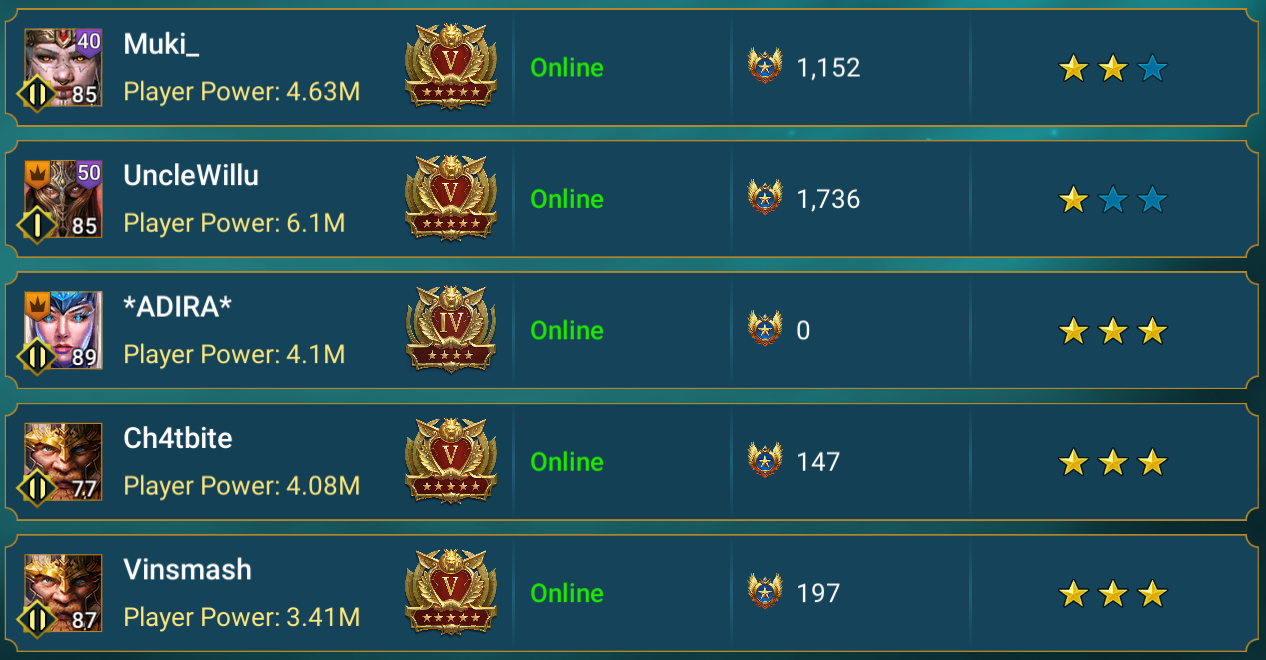 40
Muki_
V
Online
1,152
85
Player Power: 4.63M
50
UncleWillu
V
Online
1,736
85
Player Power: 6.1M
*ADIRA*
IV
Online
0
89
Player Power: 4.1M
Ch4tbite
V
Online
147
77
Player Power: 4.08M
Vinsmash
V
Online
197
87
Player Power: 3.41M